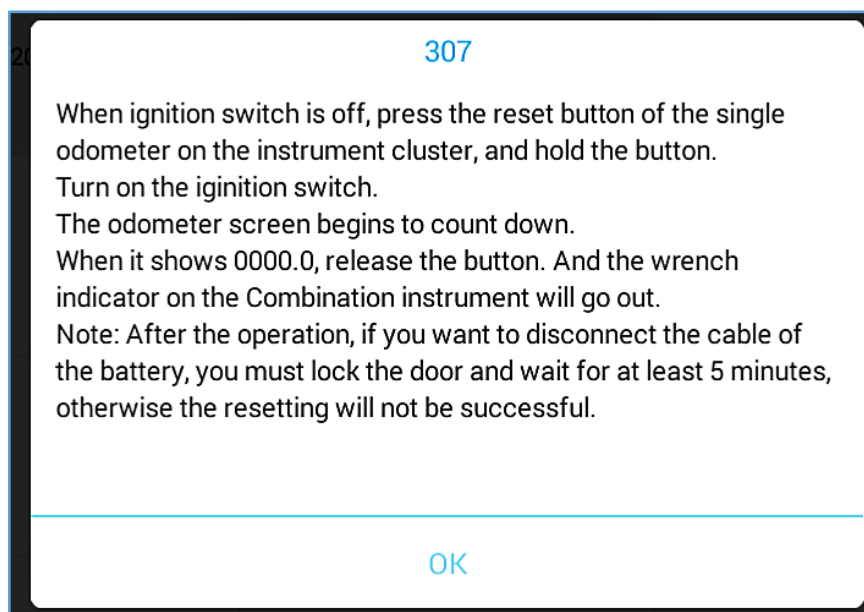 20
307
When ignition switch is off, press the reset button of the single
odometer on the instrument cluster, and hold the button.
Turn on the iginition switch.
The odometer screen begins to count down.
When it shows 0000.0, release the button. And the wrench
indicator on the Combination instrument will go out.
Note: After the operation, if you want to disconnect the cable of
the battery, you must lock the door and wait for at least 5 minutes,
otherwise the resetting will not be successful.
OK